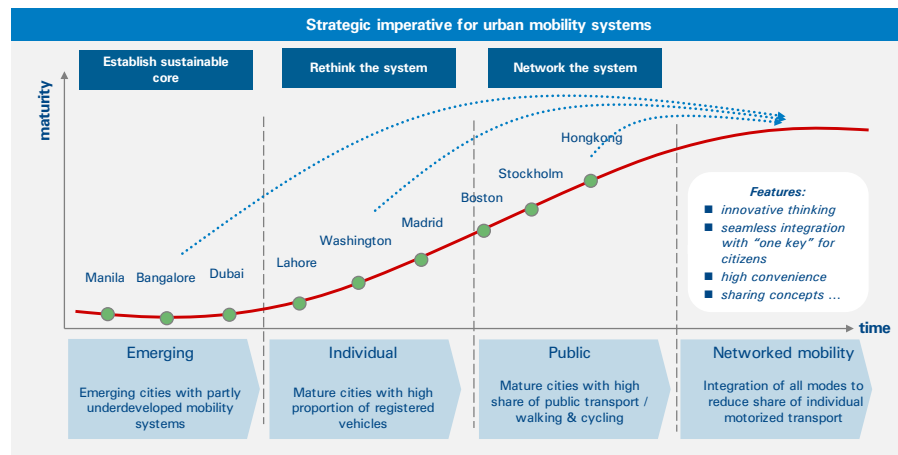 Strategic imperative for urban mobility systems
Establish sustainable
core
Rethink the system
Network the system
maturity
Manila
Bangalore
Dubai
Lahore
Washington
Madrid
Boston
Stockholm
Hongkong
Features:
■ innovative thinking
■ seamless integration
with “one key” for
citizens
■ high convenience
■ sharing concepts ...
time
Emerging
Emerging cities with partly
underdeveloped mobility
systems
Individual
Mature cities with high
proportion of registered
vehicles
Public
Mature cities with high
share of public transport /
walking & cycling
Networked mobility
Integration of all modes to
reduce share of individual
motorized transport